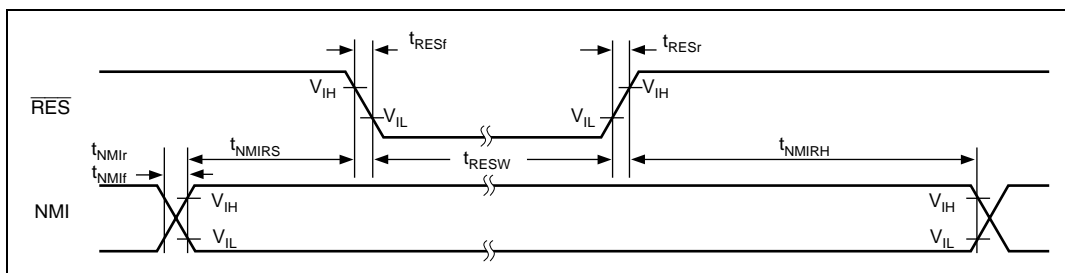 tRESf
tRESr
VIH
VIH
RES
VIL
VIL
tNMIr
tNMIf
tNMIRS
tRESW
tNMIRH
NMI
VIH
VIH
VIL
VIL